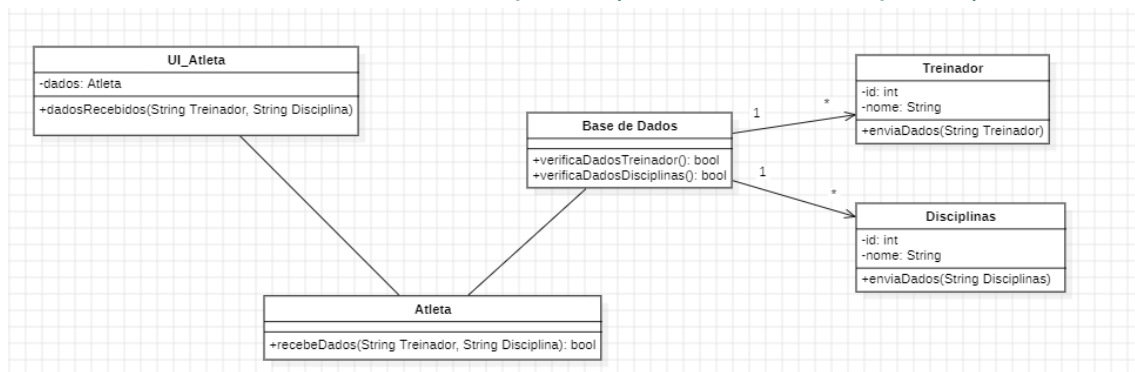 UI_Atleta
-dados: Atleta
+dadosRecebidos(String Treinador, String Disciplina)
Base de Dados
+verificaDadosTreinador(): bool
+verificaDadosDisciplinas(): bool
1
*
1
*
Treinador
-id: int
-nome: String
+enviaDados(String Treinador)
Disciplinas
-id: int
-nome: String
+enviaDados(String Disciplinas)
Atleta
+recebeDados(String Treinador, String Disciplina): bool